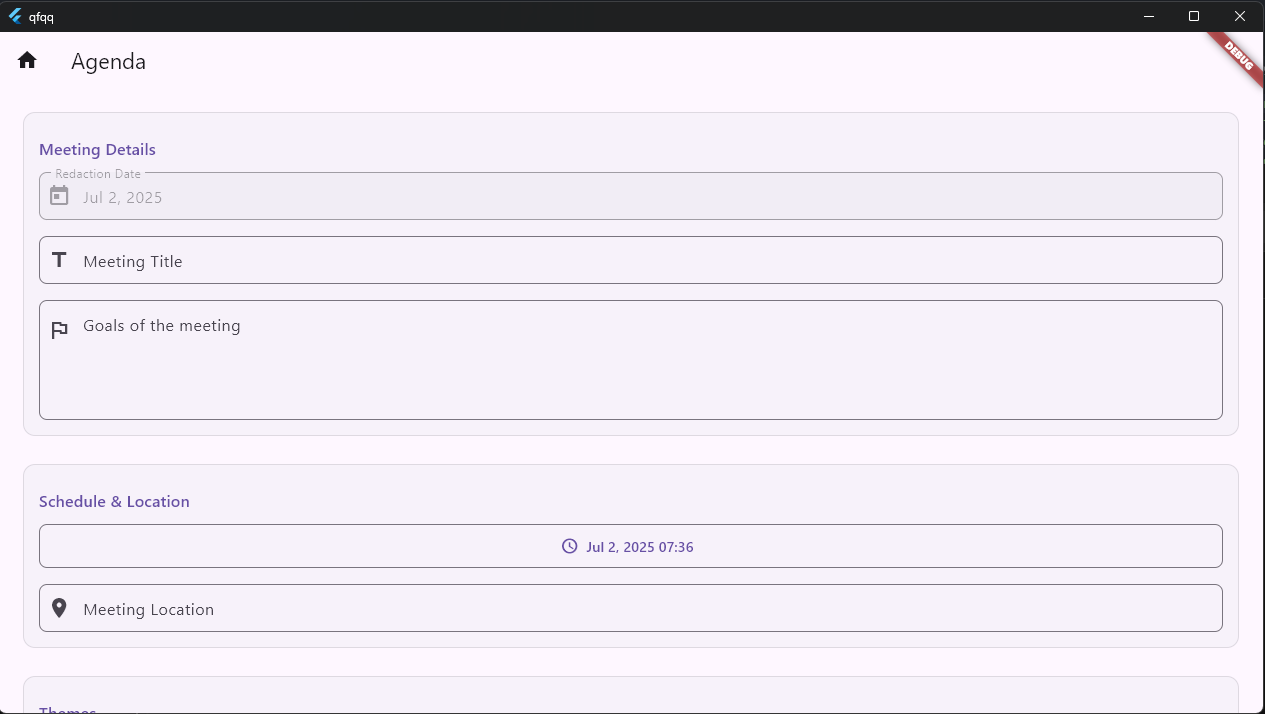 qfqq
Agenda
DEBUG
Meeting Details
Redaction Date
Jul 2, 2025
Meeting Title
Goals of the meeting
Schedule & Location
Jul 2, 2025 07:36
Meeting Location
Themes